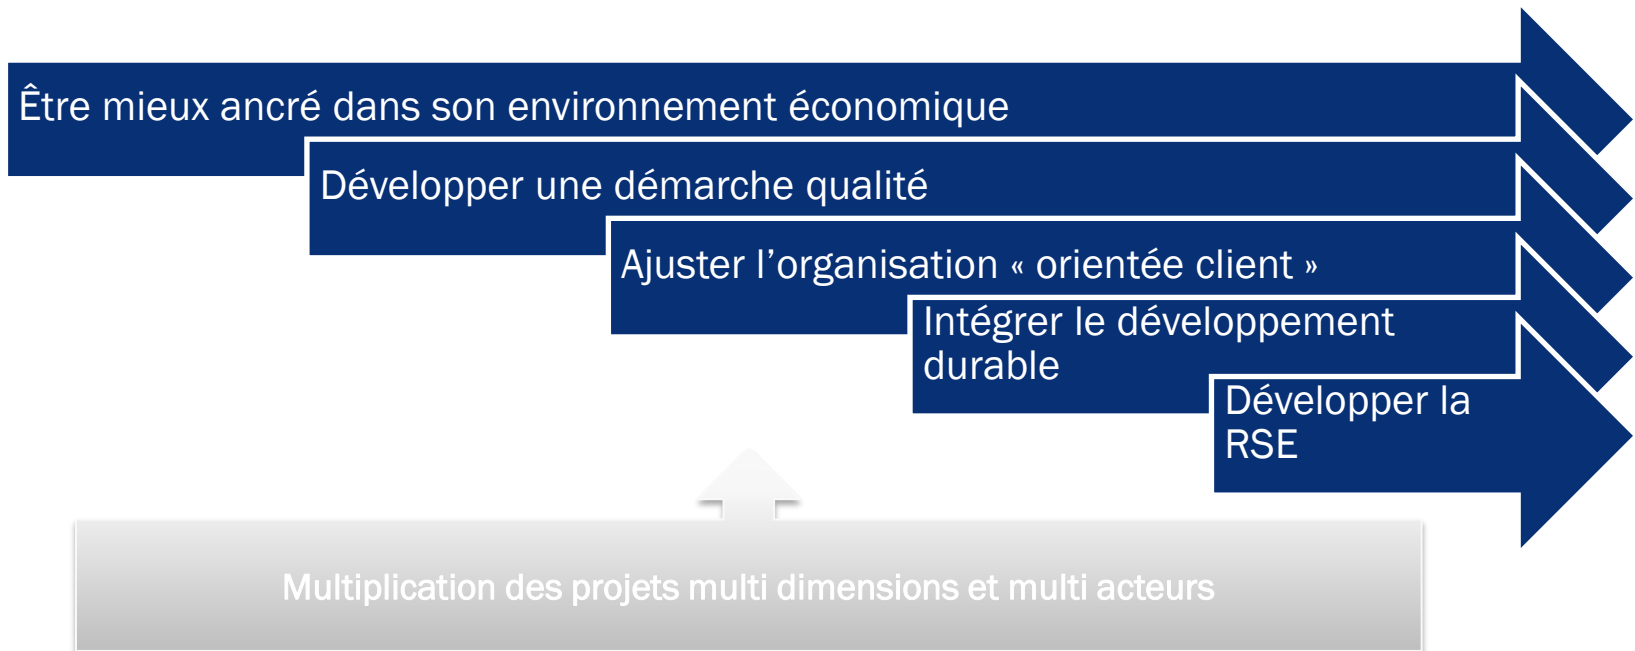 Être mieux ancré dans son environnement économique
Développer une démarche qualité
Ajuster l’organisation « orientée client »
Intégrer le développement
durable
Développer la
RSE
Multiplication des projets multi dimensions et multi acteurs